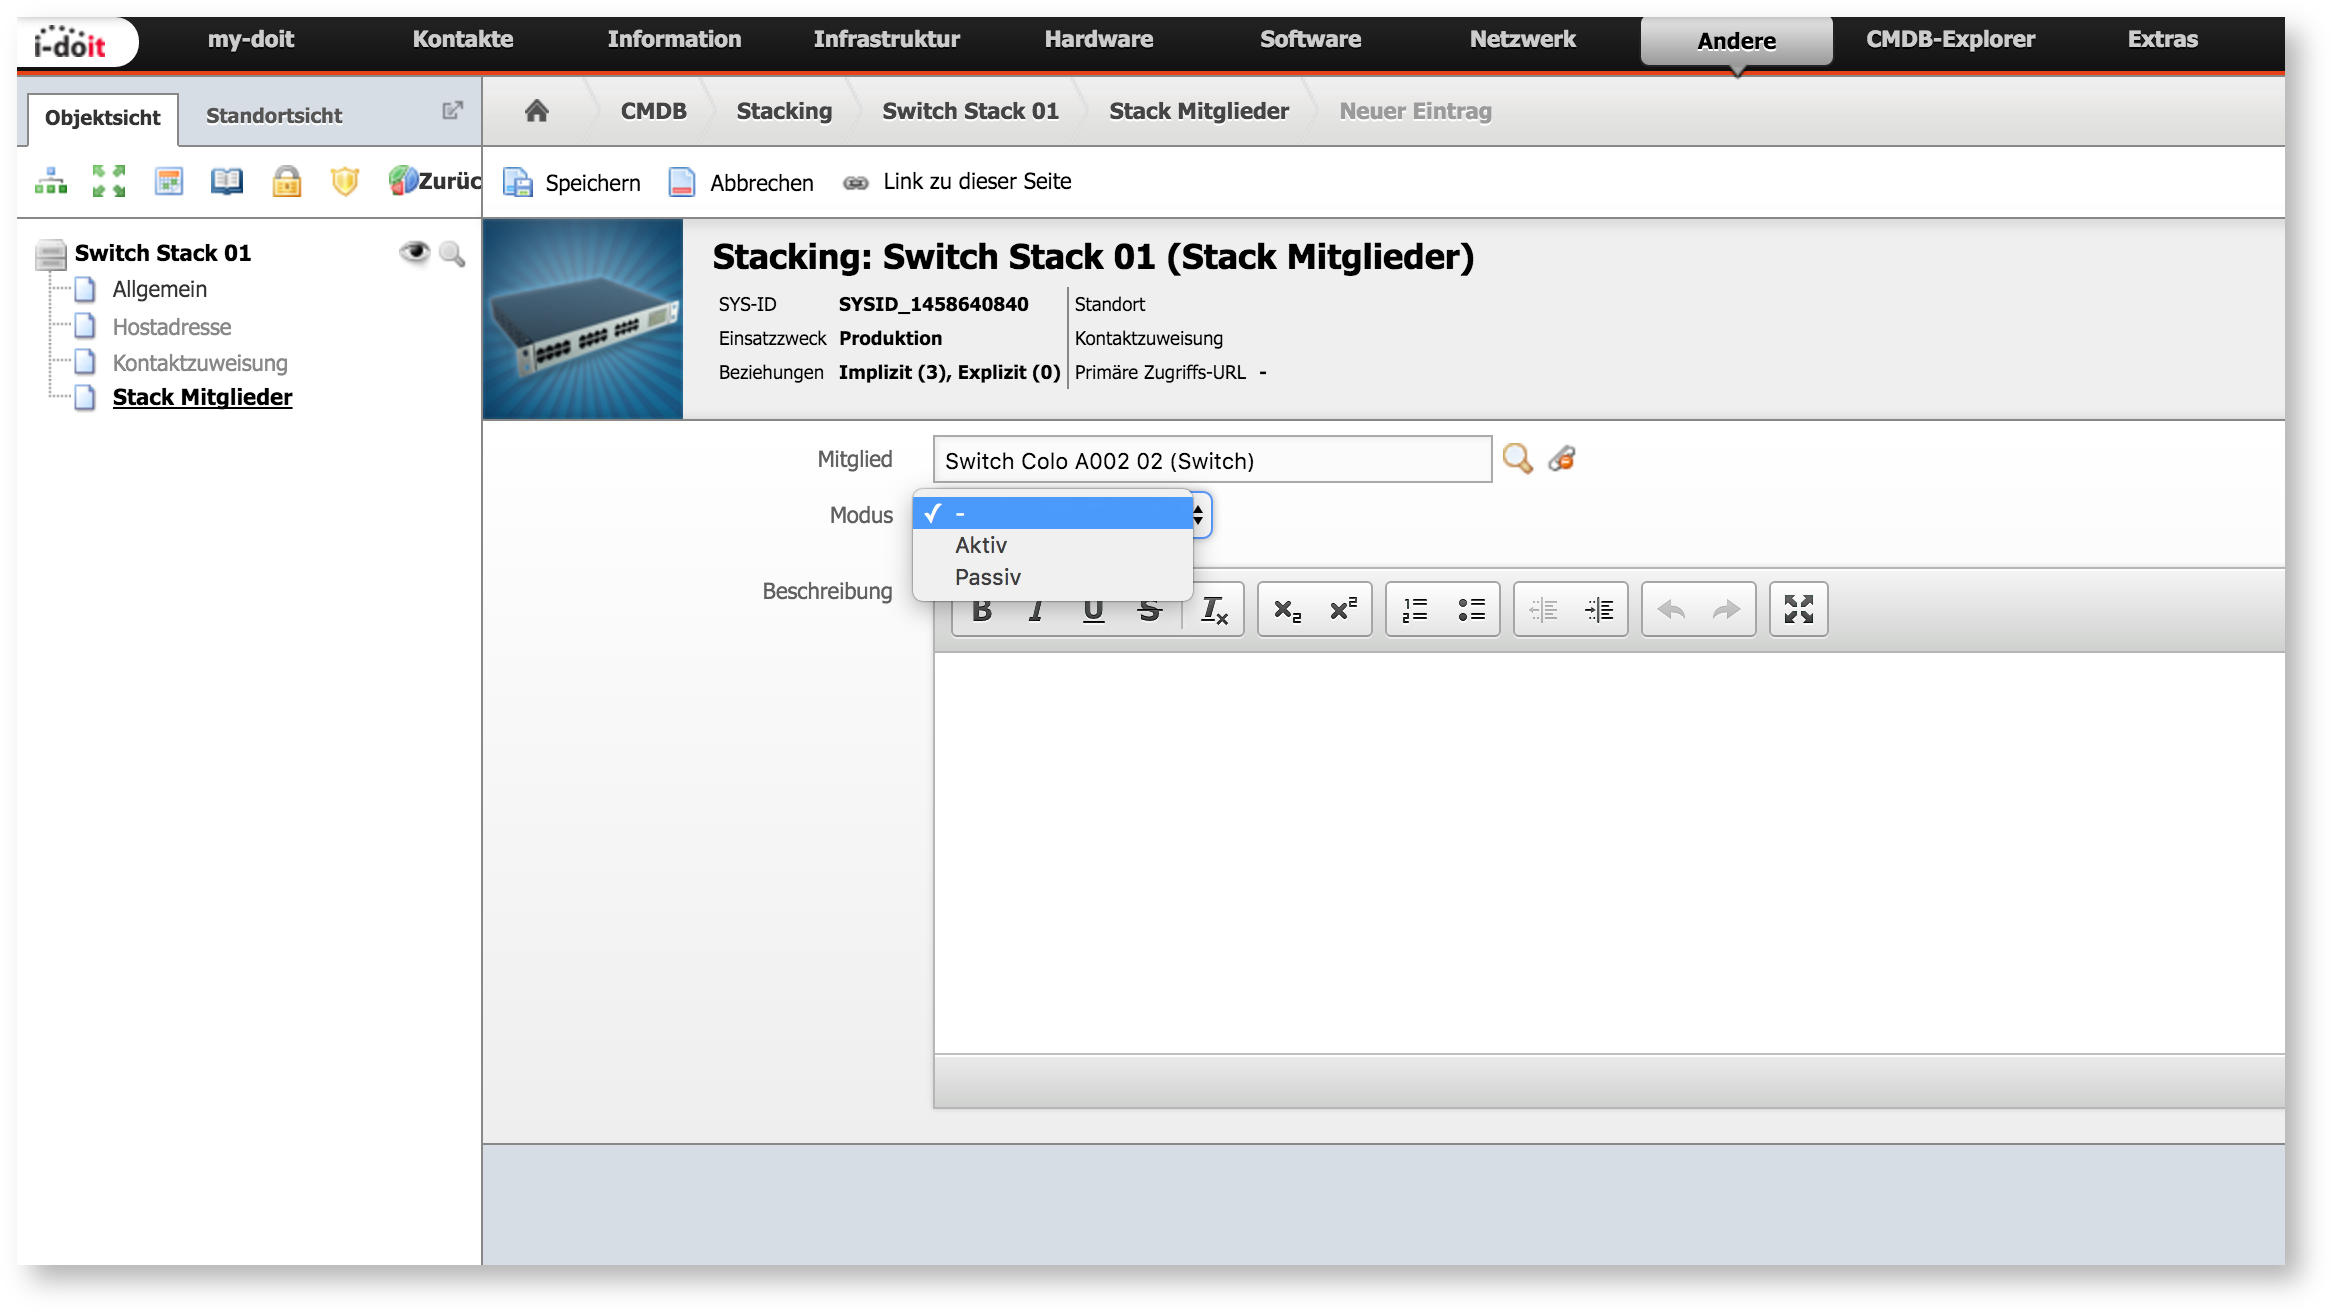 i-doit my-doit Kontakte Information Infrastruktur Hardware Software Netzwerk Andere CMDB-Explorer Extras
Objektsicht Standortsicht
CMDB Stacking Switch Stack 01 Stack Mitglieder Neuer Eintrag
Zurüc
Speichern Abbrechen Link zu dieser Seite
Switch Stack 01
Allgemein
Hostadresse
Kontaktzuweisung
Stack Mitglieder
Stacking: Switch Stack 01 (Stack Mitglieder)
SYS-ID SYSID_1458640840 Standort
Einsatzzweck Produktion Kontaktzuweisung
Beziehungen Implizit (3), Explizit (0) Primäre Zugriffs-URL -
Mitglied Switch Colo A002 02 (Switch)
Modus ✓ -
Aktiv
Passiv
Beschreibung
B I U S Tx x2 x2